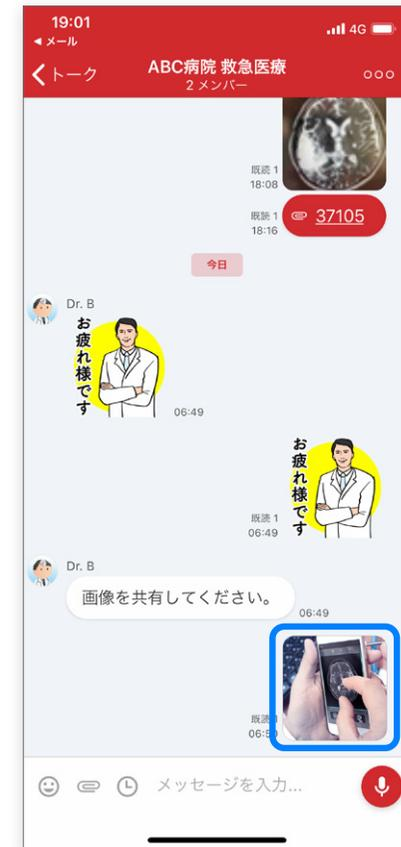 19:01
4G
メール
トーク
ABC病院 救急医療
2 メンバー
既読 1
18:08
既読 1
18:16
37105
今日
Dr. B
お疲れ様です
06:49
お疲れ様です
既読 1
06:49
Dr. B
画像を共有してください。
06:49
既読 1
06:50
メッセージを入力...